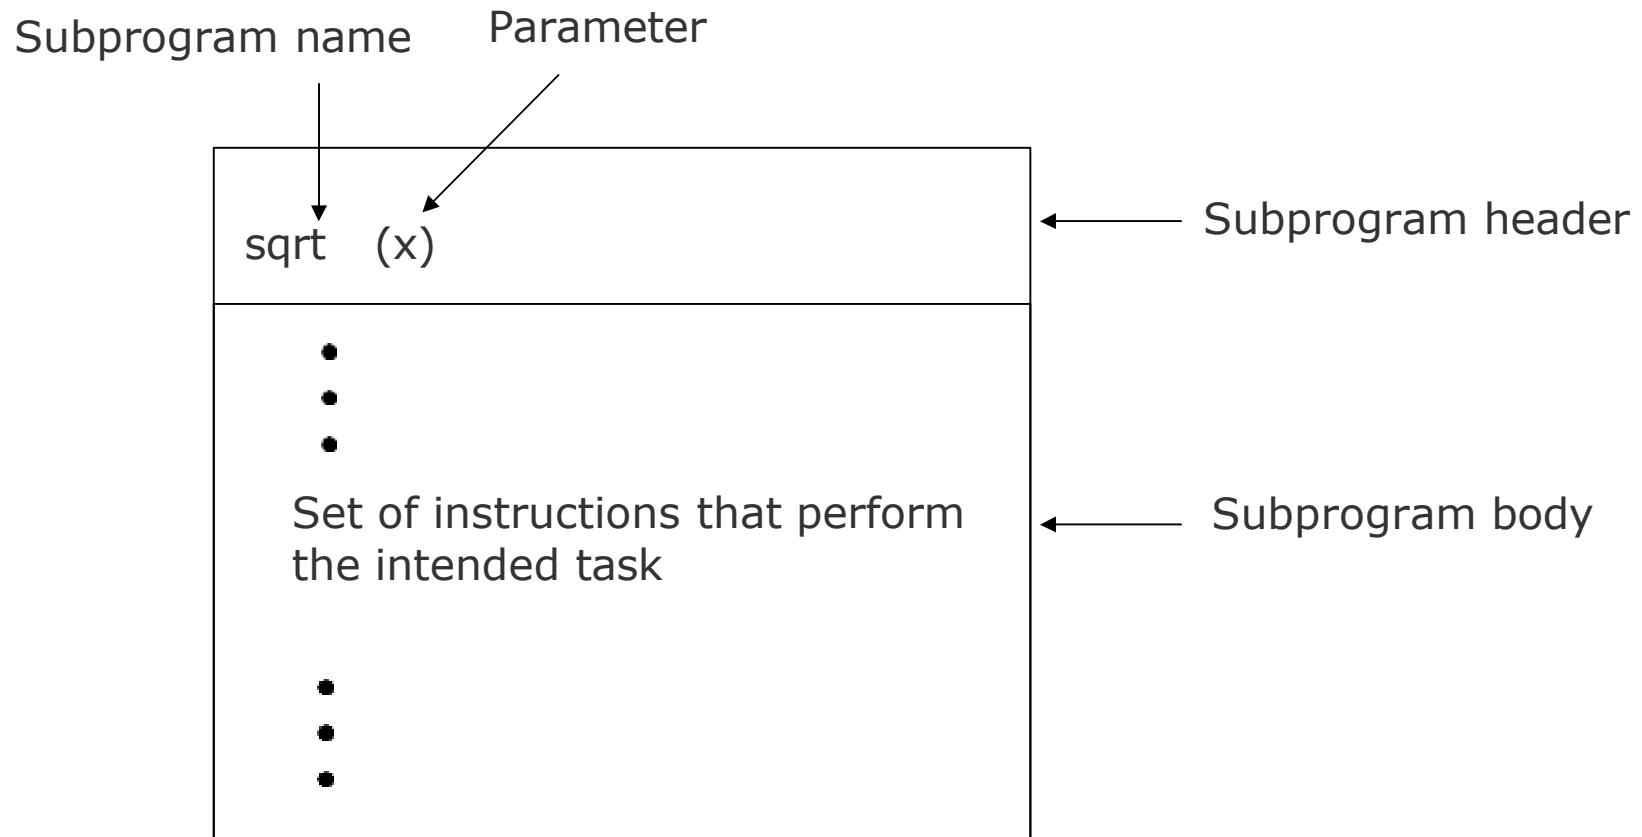 Subprogram name
Parameter
sqrt (x)
Subprogram header
Set of instructions that perform
the intended task
Subprogram body